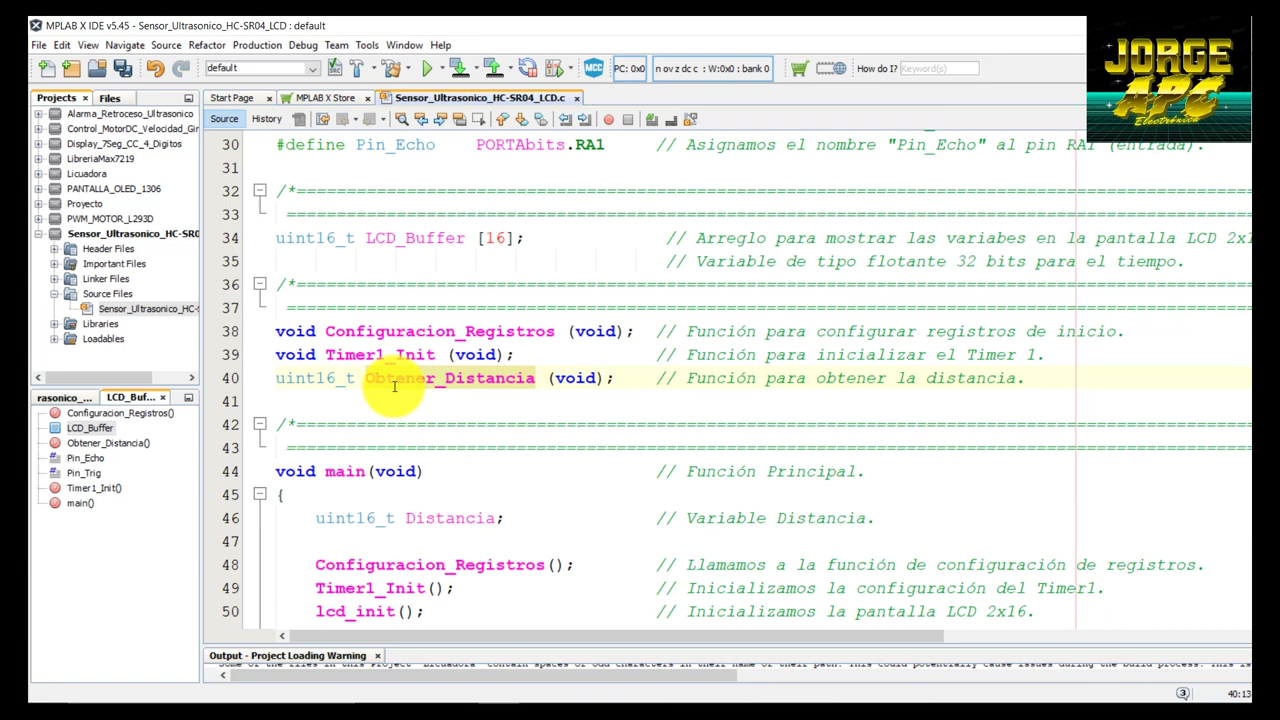 MPLAB X IDE v5.45 - Sensor_Ultrasonico_HC-SR04_LCD : default
File Edit View Navigate Source Refactor Production Debug Team Tools Window Help
default PC: 0x0 n ov z dc c : W:0x0 : bank 0 How do I? Keyword(s)
MCC
JORGE
APC
Electrónica
Projects Files
Alarma_Retroceso_Ultrasonico
Control_MotorDC_Velocidad_Gir
Display_7Seg_CC_4_Digitos
LibreriaMax7219
Licuadora
PANTALLA_OLED_1306
Proyecto
PWM_MOTOR_L293D
Sensor_Ultrasonico_HC-SR0
Header Files
Important Files
Linker Files
Source Files
Sensor_Ultrasonico_HC-S
Libraries
Loadables
rasonico_... LCD_Buf...
Configuracion_Registros()
LCD_Buffer
Obtener_Distancia()
Pin_Echo
Pin_Trig
Timer1_Init()
main()
Start Page MPLAB X Store Sensor_Ultrasonico_HC-SR04_LCD.c
Source History
30 #define Pin_Echo PORTAbits.RA1 // Asignamos el nombre "Pin_Echo" al pin RA1 (entrada).
31
32 /*=====================================================================
33 =====================================================================
34 uint16_t LCD_Buffer [16]; // Arreglo para mostrar las variabes en la pantalla LCD 2x1
35 // Variable de tipo flotante 32 bits para el tiempo.
36 /*=====================================================================
37 =====================================================================
38 void Configuracion_Registros (void); // Función para configurar registros de inicio.
39 void Timer1_Init (void); // Función para inicializar el Timer 1.
40 uint16_t Obtener_Distancia (void); // Función para obtener la distancia.
41
42 /*=====================================================================
43 =====================================================================
44 void main(void) // Función Principal.
45 {
46 uint16_t Distancia; // Variable Distancia.
47
48 Configuracion_Registros(); // Llamamos a la función de configuración de registros.
49 Timer1_Init(); // Inicializamos la configuración del Timer1.
50 lcd_init(); // Inicializamos la pantalla LCD 2x16.
Output - Project Loading Warning
3 40:13